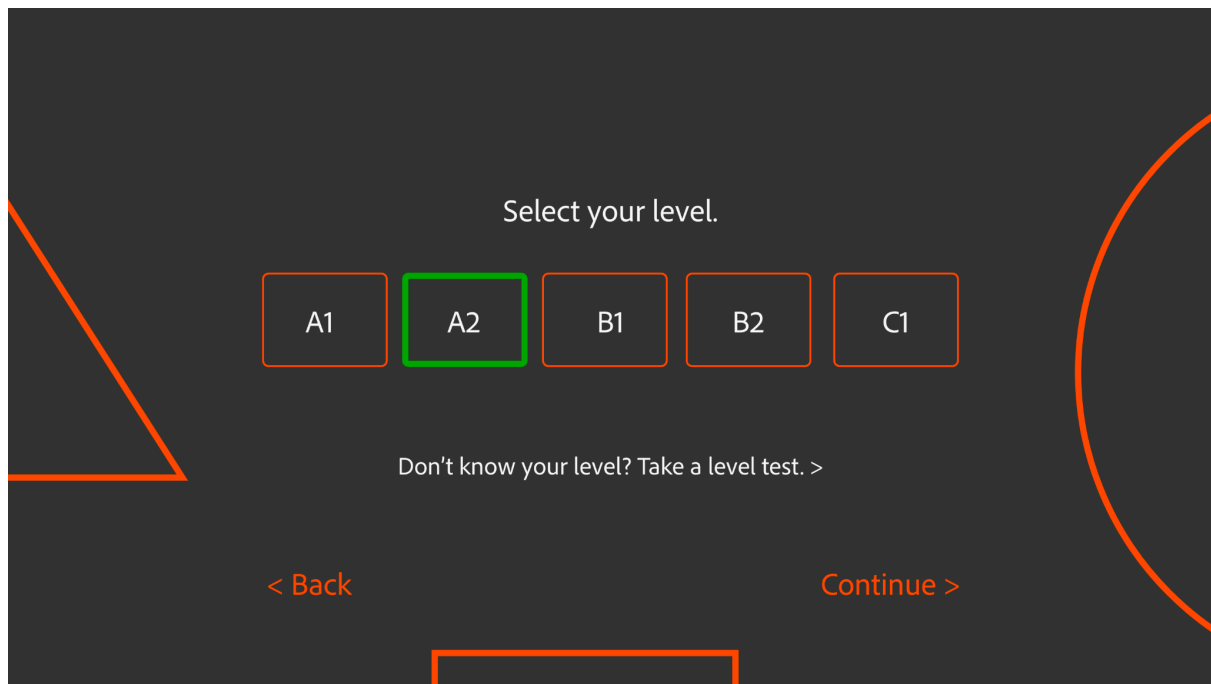 Select your level.
A1 A2 B1 B2 C1
Don't know your level? Take a level test. >
< Back Continue >